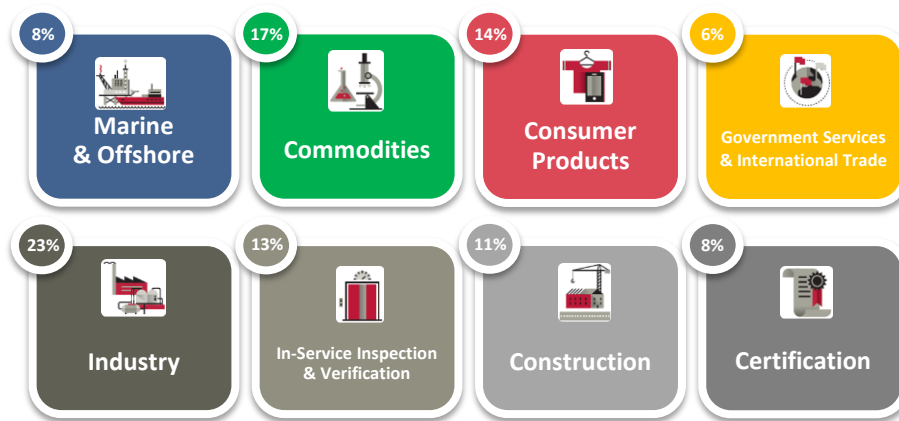 8%
Marine
& Offshore
17%
Commodities
14%
Consumer
Products
6%
Government Services
& International Trade
23%
Industry
13%
In-Service Inspection
& Verification
11%
Construction
8%
Certification